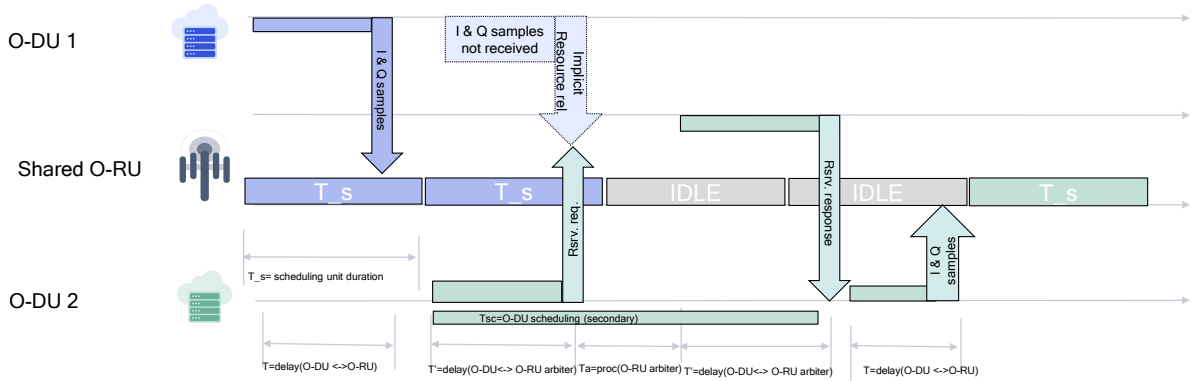 O-DU 1
I & Q samples
not received
I & Q samples
Implicit
Resource rel
Shared O-RU
T_s
T_s
IDLE
IDLE
T_s
Rsrv. req.
Rsrv. response
I & Q
samples
T_s= scheduling unit duration
O-DU 2
Tsc=O-DU scheduling (secondary)
T=delay(O-DU <->O-RU)
T'=delay(O-DU<-> O-RU arbiter)
Ta=proc(O-RU arbiter)
T'=delay(O-DU<-> O-RU arbiter)
T=delay(O-DU <->O-RU)